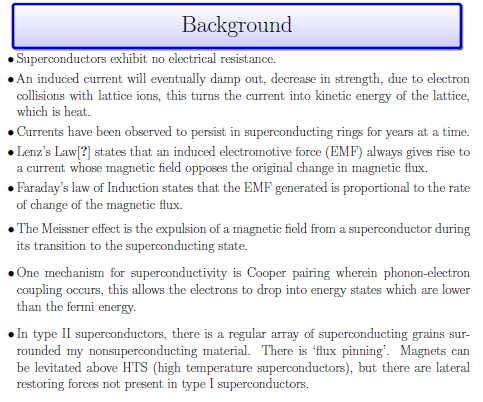 Background
• Superconductors exhibit no electrical resistance.
• An induced current will eventually damp out, decrease in strength, due to electron
collisions with lattice ions, this turns the current into kinetic energy of the lattice,
which is heat.
• Currents have been observed to persist in superconducting rings for years at a time.
• Lenz's Law[?] states that an induced electromotive force (EMF) always gives rise to
a current whose magnetic field opposes the original change in magnetic flux.
• Faraday's law of Induction states that the EMF generated is proportional to the rate
of change of the magnetic flux.
• The Meissner effect is the expulsion of a magnetic field from a superconductor during
its transition to the superconducting state.
• One mechanism for superconductivity is Cooper pairing wherein phonon-electron
coupling occurs, this allows the electrons to drop into energy states which are lower
than the fermi energy.
• In type II superconductors, there is a regular array of superconducting grains sur-
rounded my nonsuperconducting material. There is ‘flux pinning’. Magnets can
be levitated above HTS (high temperature superconductors), but there are lateral
restoring forces not present in type I superconductors.